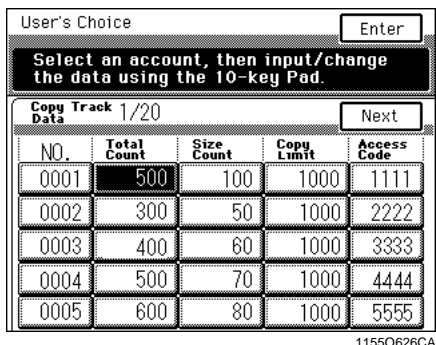 User's Choice Enter
Select an account, then input/change
the data using the 10-key Pad.
Copy Track Data 1/20 Next
NO. Total Count Size Count Copy Limit Access Code
0001 500 100 1000 1111
0002 300 50 1000 2222
0003 400 60 1000 3333
0004 500 70 1000 4444
0005 600 80 1000 5555
1155O626CA